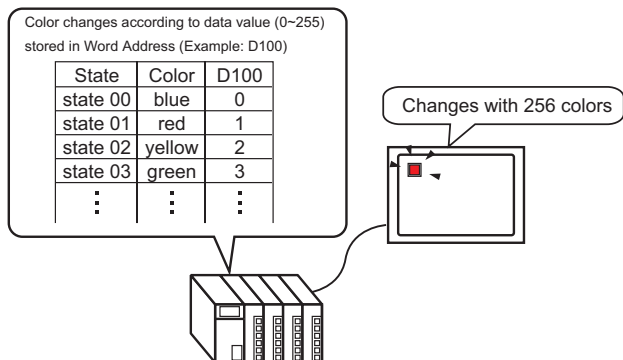 Color changes according to data value (0~255)
stored in Word Address (Example: D100)
State Color D100
state 00 blue 0
state 01 red 1
state 02 yellow 2
state 03 green 3
Changes with 256 colors